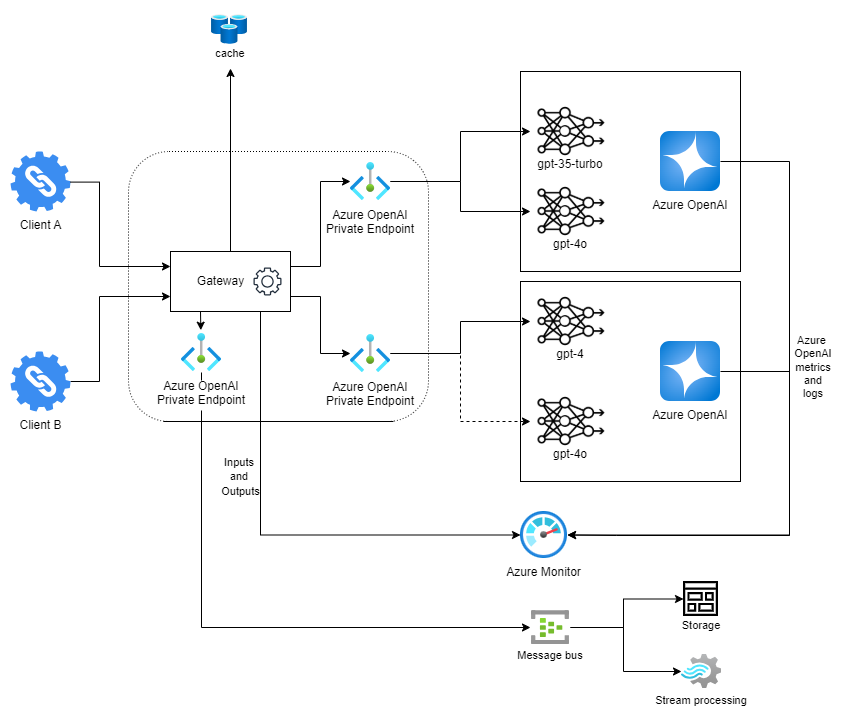 cache
gpt-35-turbo
Azure OpenAI
gpt-4o
Client A
Azure OpenAI
Private Endpoint
Gateway
gpt-4
Azure OpenAI
gpt-4o
Azure OpenAI
metrics
and
logs
Azure OpenAI
Private Endpoint
Azure OpenAI
Private Endpoint
Client B
Inputs
and
Outputs
Azure Monitor
Storage
Message bus
Stream processing